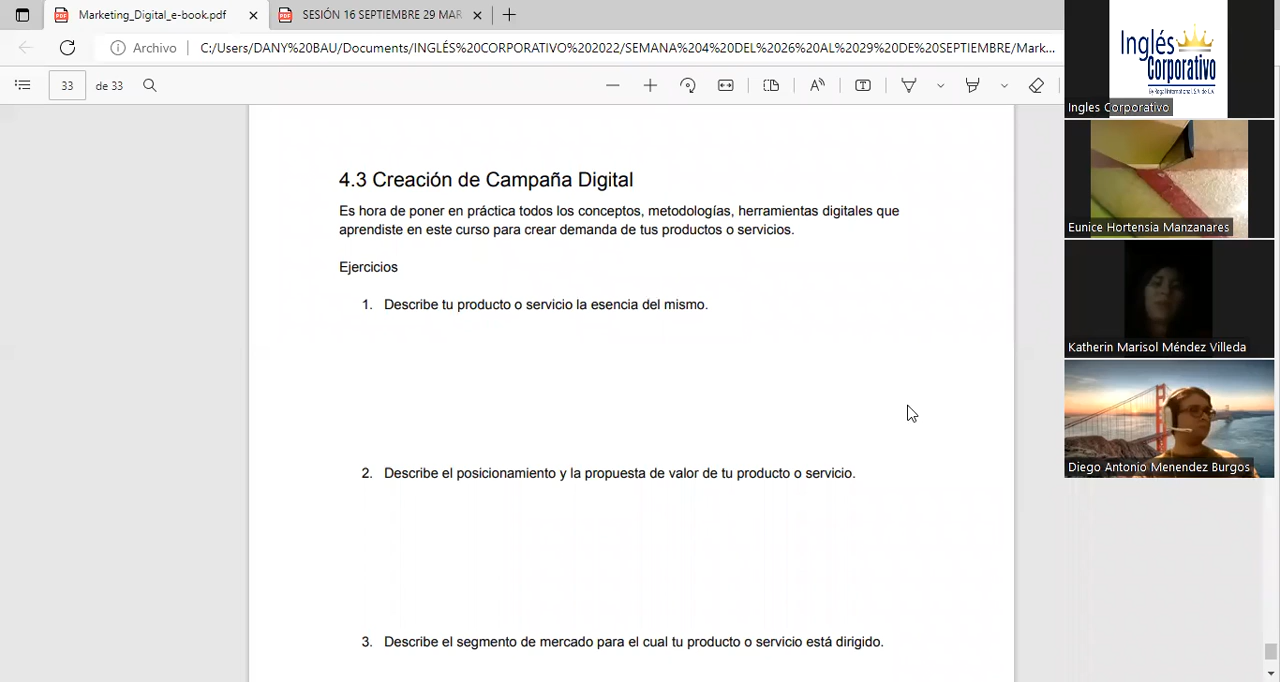 Marketing_Digital_e-book.pdf
SESIÓN 16 SEPTIEMBRE 29 MAR
Archivo
C:/Users/DANY%20BAU/Documents/INGLÉS%20CORPORATIVO%202022/SEMANA%204%20DEL%2026%20AL%2029%20DE%20SEPTIEMBRE/Mark...
33 de 33
4.3 Creación de Campaña Digital
Es hora de poner en práctica todos los conceptos, metodologías, herramientas digitales que
aprendiste en este curso para crear demanda de tus productos o servicios.
Ejercicios
1. Describe tu producto o servicio la esencia del mismo.
2. Describe el posicionamiento y la propuesta de valor de tu producto o servicio.
3. Describe el segmento de mercado para el cual tu producto o servicio está dirigido.
Inglés
Corporativo
Ingles Corporativo
Eunice Hortensia Manzanares
Katherin Marisol Méndez Villeda
Diego Antonio Menendez Burgos